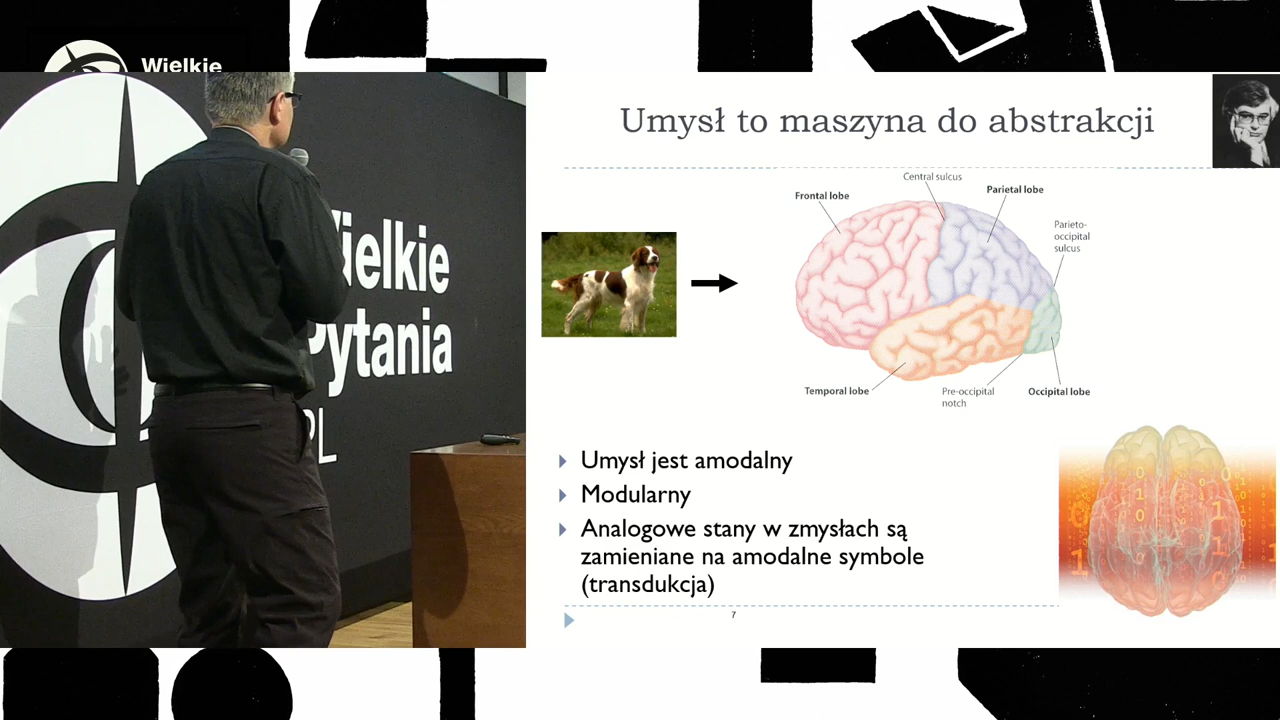 Wielkie
Wielkie
Pytania
PL
Umysł to maszyna do abstrakcji
Central sulcus
Frontal lobe
Parietal lobe
Parieto-
occipital
sulcus
Temporal lobe
Pre-occipital
notch
Occipital lobe
Umysł jest amodalny
Modularny
Analogowe stany w zmysłach są
zamieniane na amodalne symbole
(transdukcja)
7